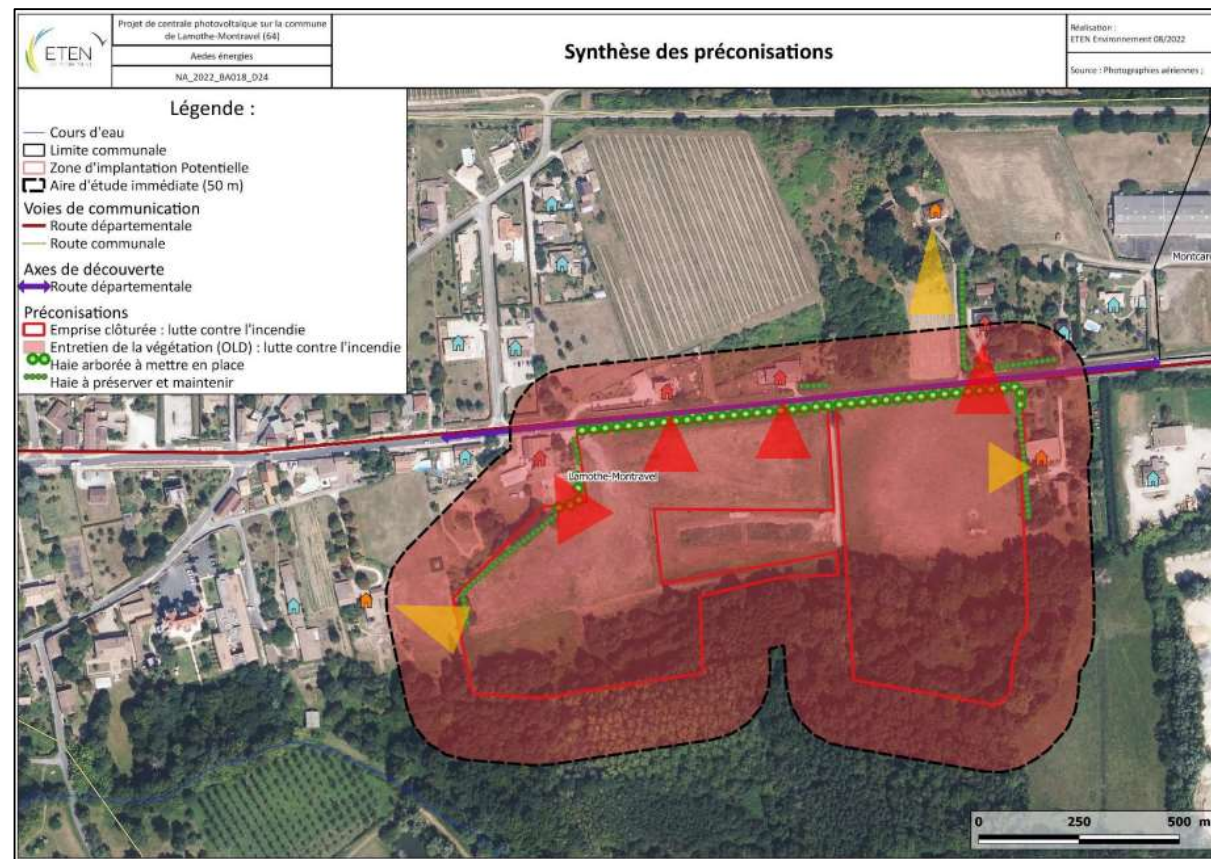 ETEN
Projet de centrale photovoltaïque sur la commune
de Lamothe-Montravel (64)
Aedes énergies
NA_2022_BA018_D24
Synthèse des préconisations
Réalisation :
ETEN Environnement 08/2022
Source : Photographies aériennes ;
Légende :
Cours d'eau
Limite communale
Zone d'implantation Potentielle
Aire d'étude immédiate (50 m)
Voies de communication
Route départementale
Route communale
Axes de découverte
Route départementale
Préconisations
Emprise clôturée : lutte contre l'incendie
Entretien de la végétation (OLD) : lutte contre l'incendie
Haie arborée à mettre en place
Haie à préserver et maintenir
Montcar
Lamothe-Montravel
0 250 500 m